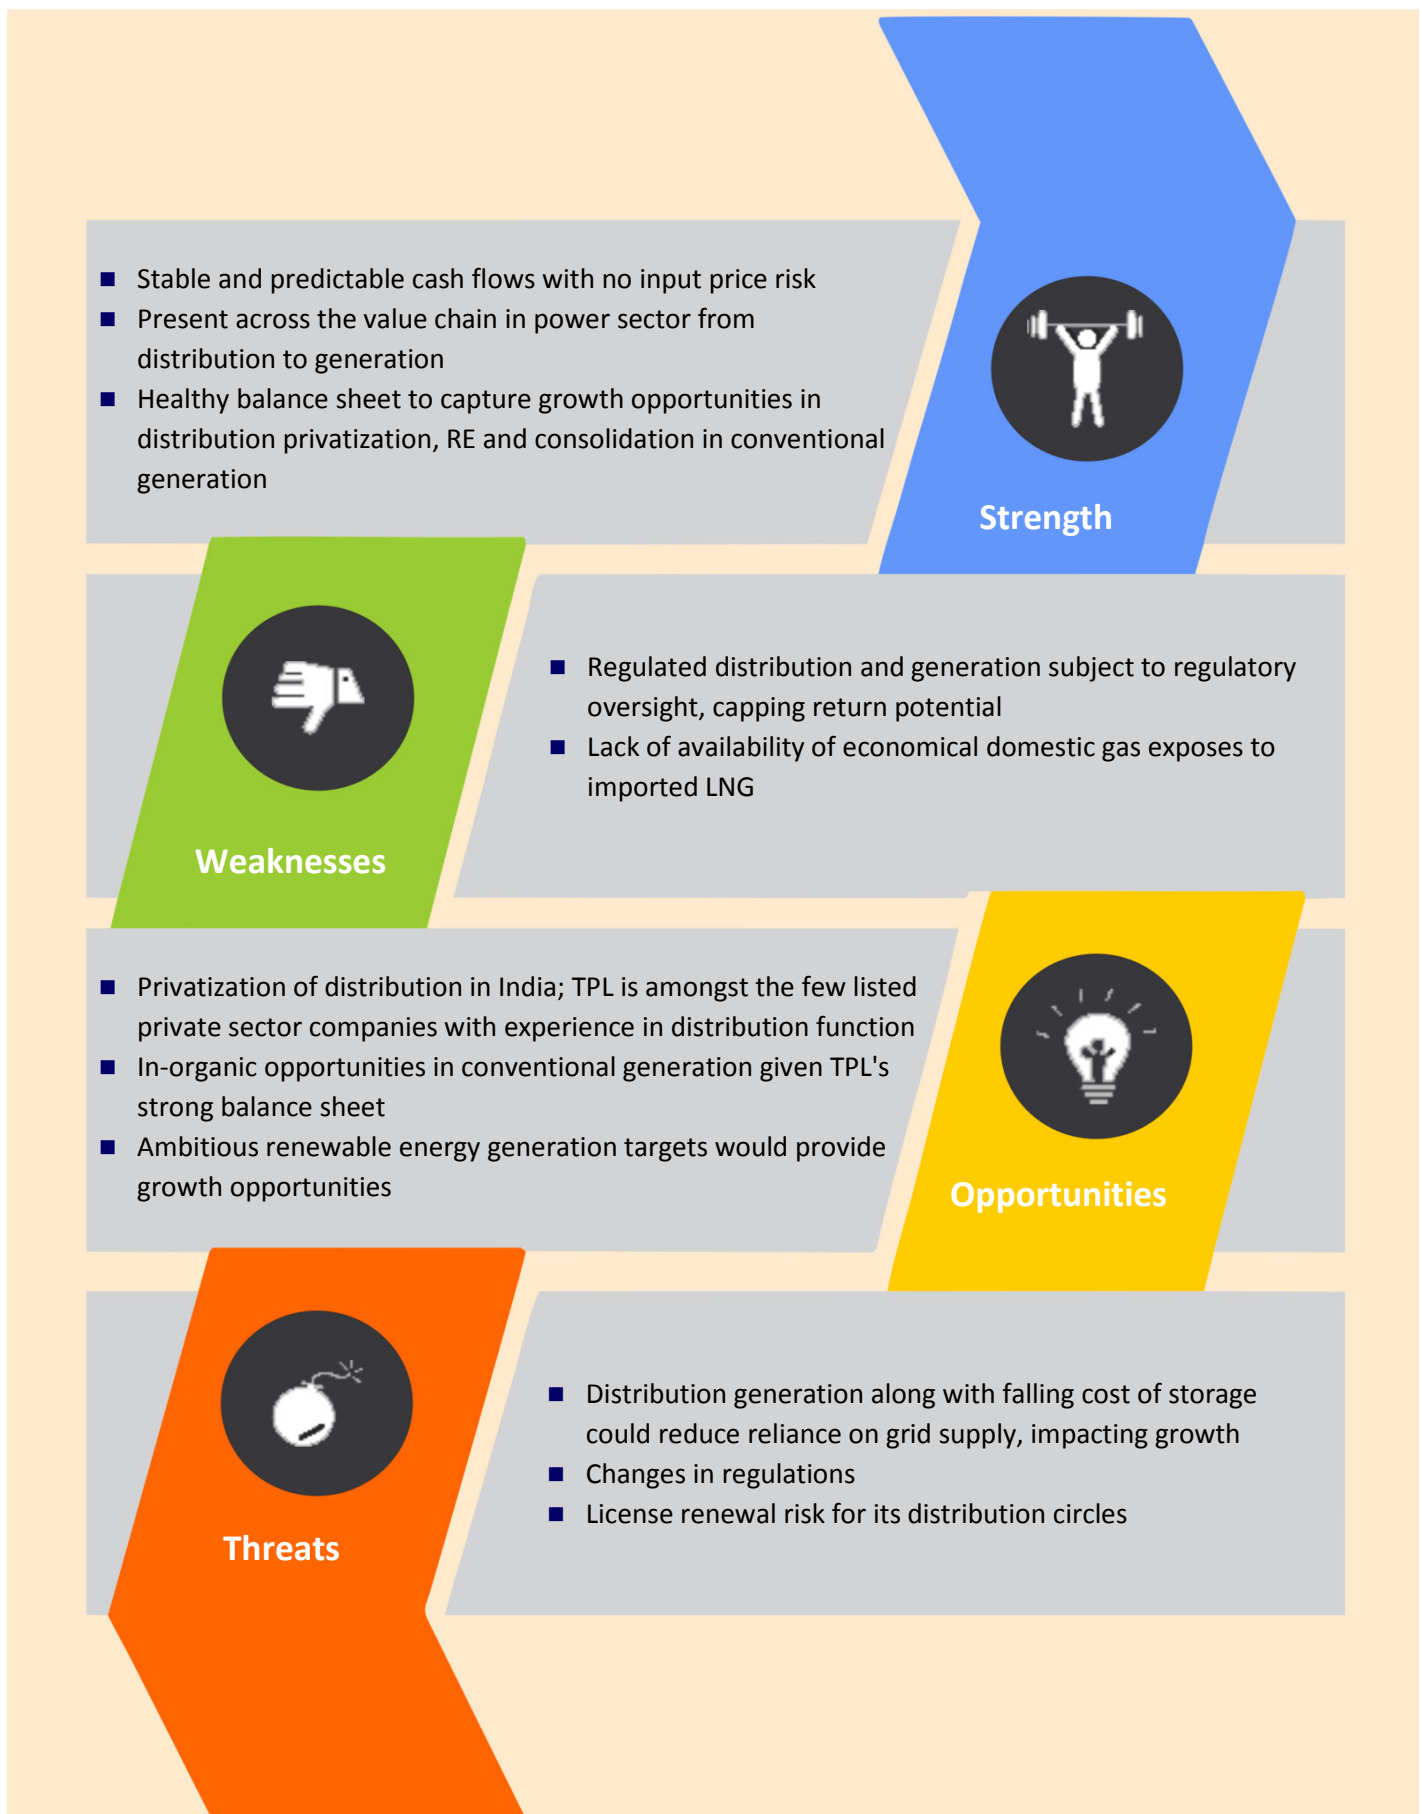 ■ Stable and predictable cash flows with no input price risk
■ Present across the value chain in power sector from
distribution to generation
■ Healthy balance sheet to capture growth opportunities in
distribution privatization, RE and consolidation in conventional
generation
Strength
■ Regulated distribution and generation subject to regulatory
oversight, capping return potential
■ Lack of availability of economical domestic gas exposes to
imported LNG
Weaknesses
■ Privatization of distribution in India; TPL is amongst the few listed
private sector companies with experience in distribution function
■ In-organic opportunities in conventional generation given TPL's
strong balance sheet
■ Ambitious renewable energy generation targets would provide
growth opportunities
Opportunities
■ Distribution generation along with falling cost of storage
could reduce reliance on grid supply, impacting growth
■ Changes in regulations
■ License renewal risk for its distribution circles
Threats